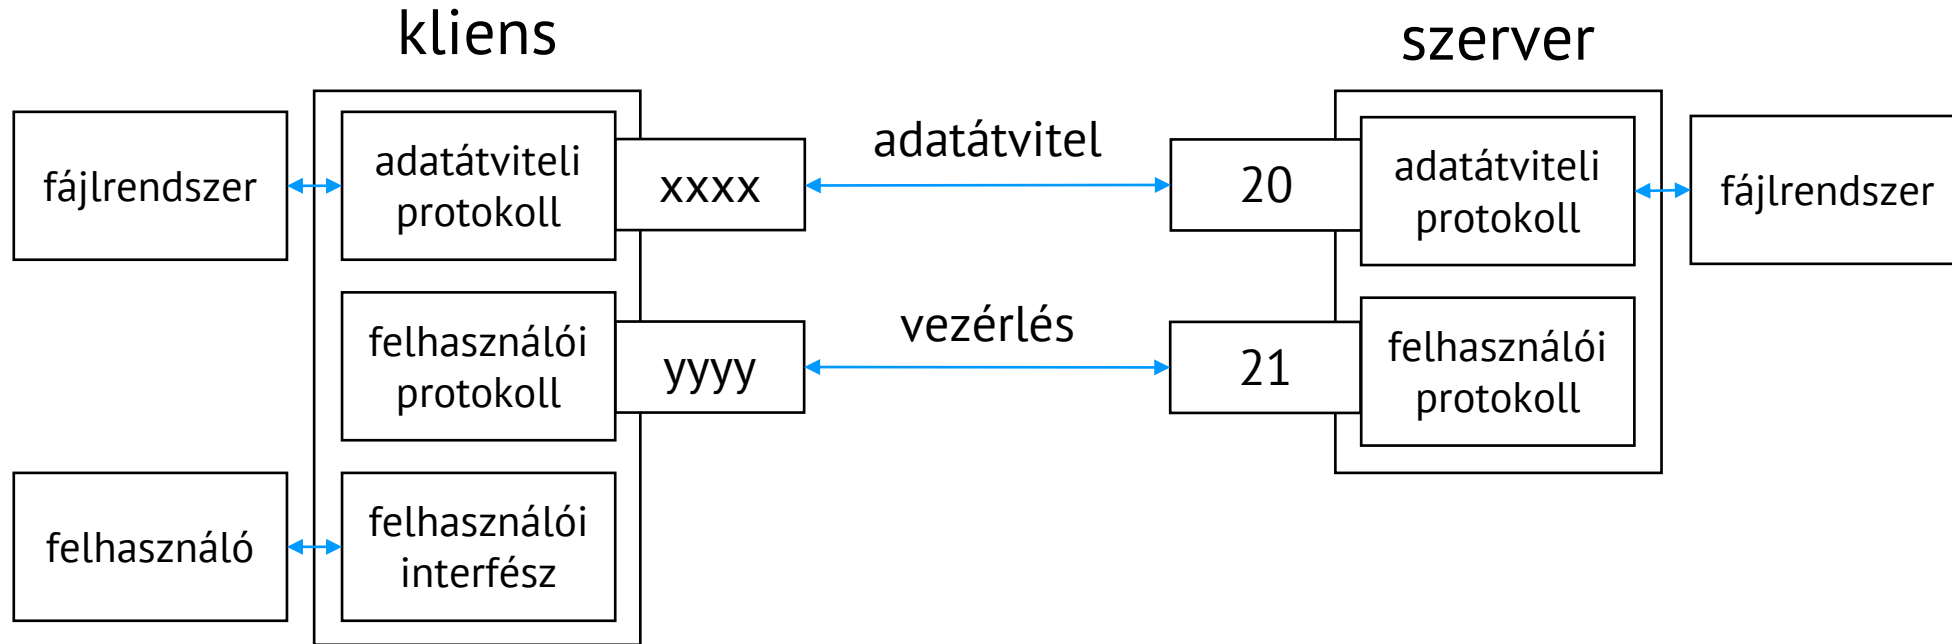 kliens
szerver
fájlrendszer
adatátviteli
protokoll
xxxx
adatátvitel
20
adatátviteli
protokoll
fájlrendszer
felhasználói
protokoll
yyyy
vezérlés
21
felhasználói
protokoll
felhasználó
felhasználói
interfész